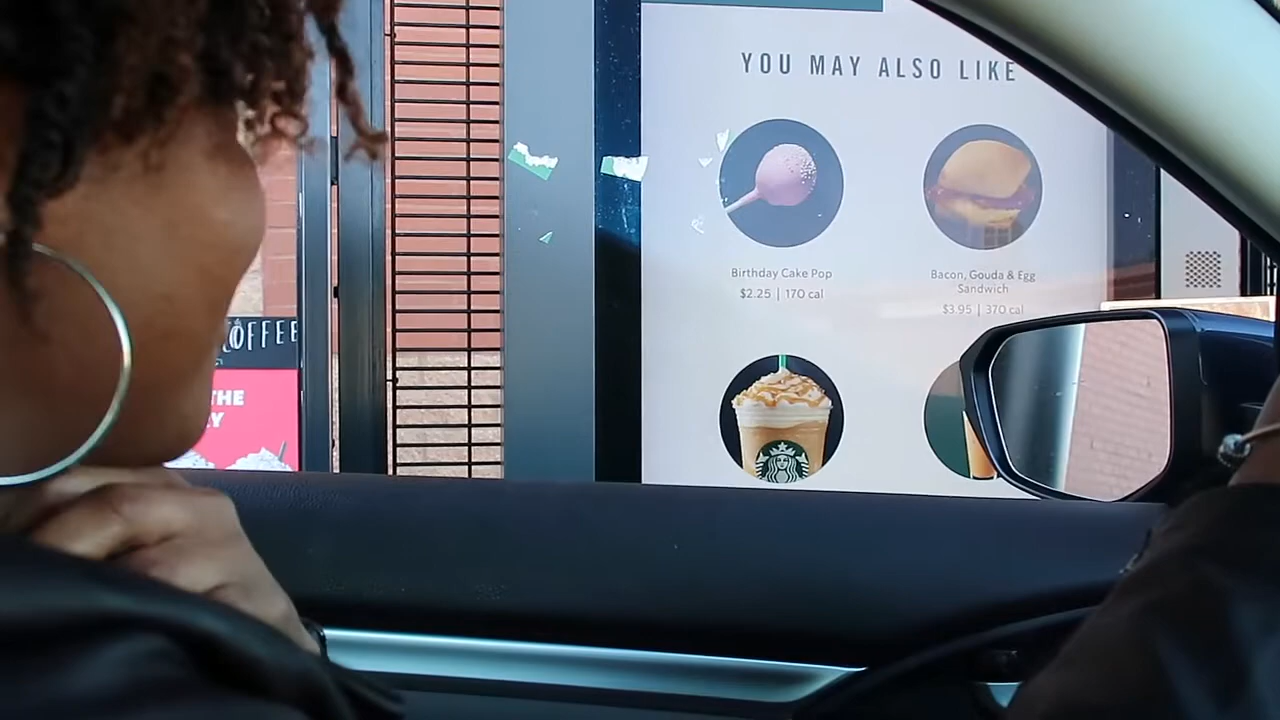 YOU MAY ALSO LIKE
Birthday Cake Pop
$2.25 | 170 cal
Bacon, Gouda & Egg
Sandwich
$3.95 | 370 cal
OFFEE
THE
Y